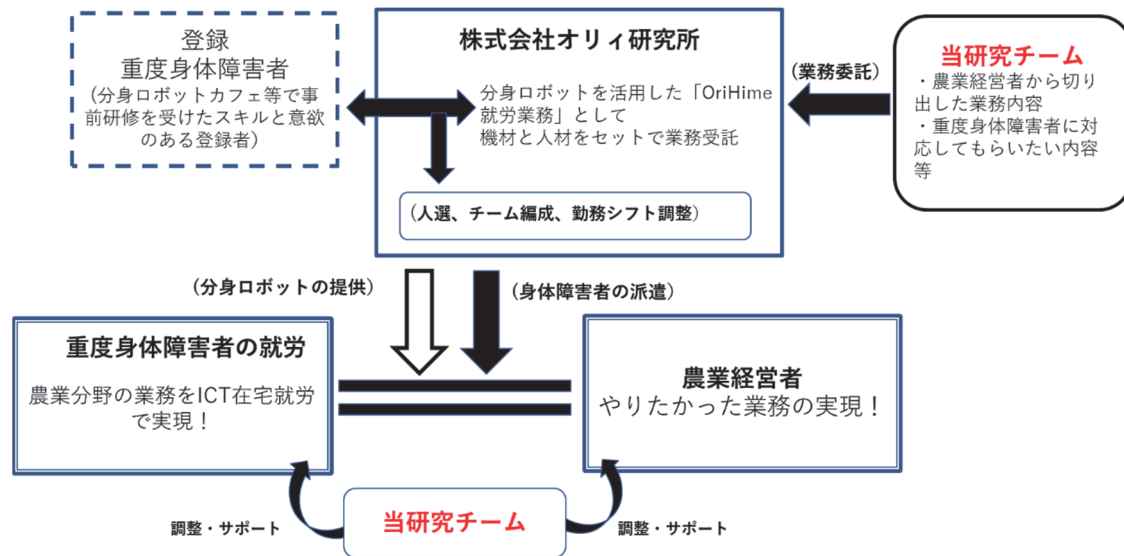 登録
重度身体障害者
(分身ロボットカフェ等で事
前研修を受けたスキルと意欲
のある登録者)
株式会社オリィ研究所
分身ロボットを活用した「OriHime
就労業務」として
機材と人材をセットで業務受託
(人選、チーム編成、勤務シフト調整)
(業務委託)
当研究チーム
・農業経営者から切り
出した業務内容
・重度身体障害者に対
応してもらいたい内容
等
(分身ロボットの提供)
(身体障害者の派遣)
重度身体障害者の就労
農業分野の業務をICT在宅就労
で実現!
農業経営者
やりたかった業務の実現!
調整・サポート
当研究チーム
調整・サポート